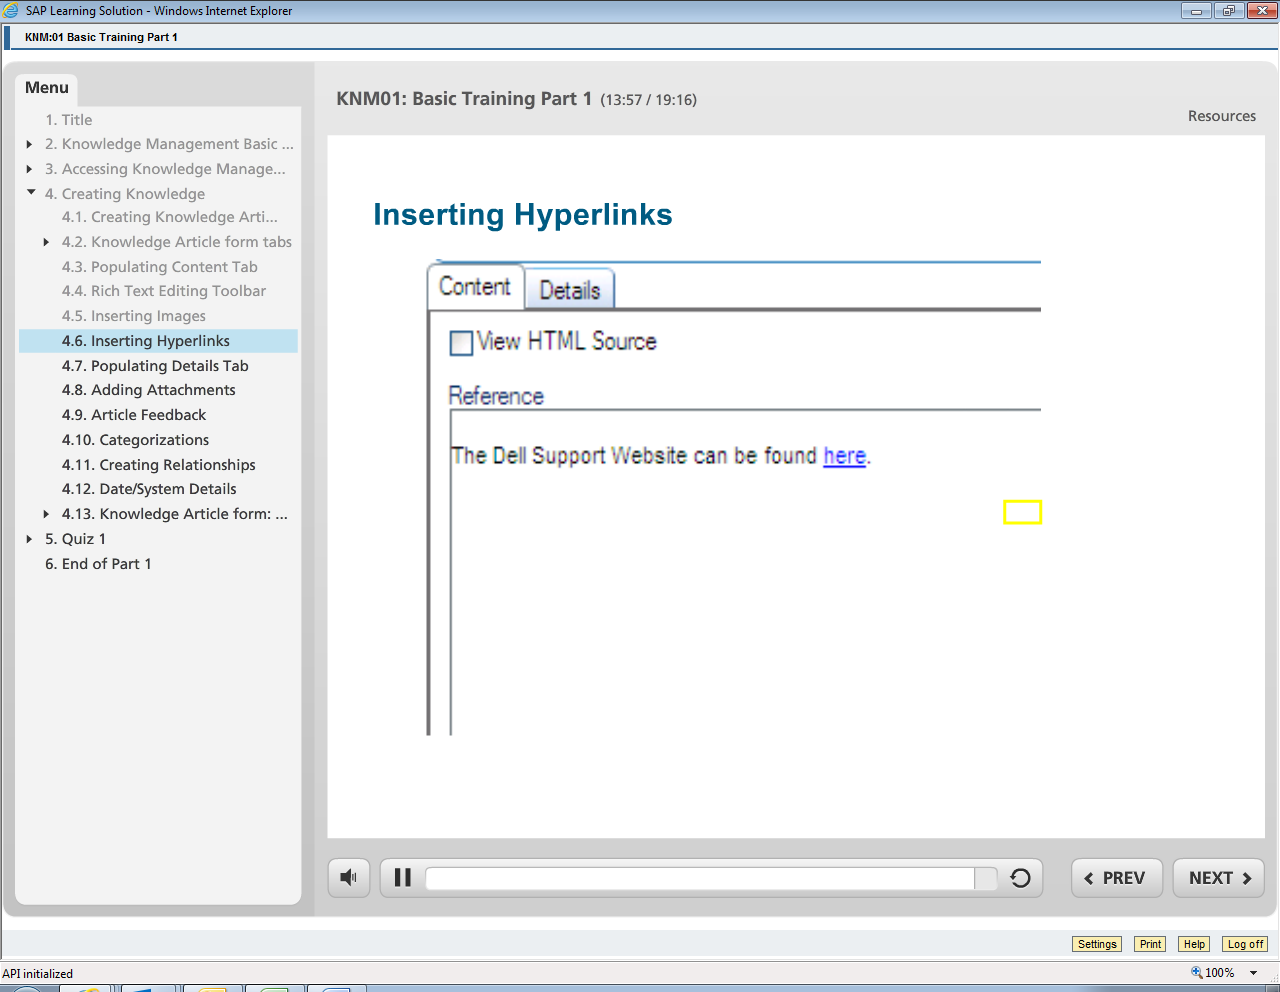 SAP Learning Solution - Windows Internet Explorer
KNM:01 Basic Training Part 1
Menu
1. Title
2. Knowledge Management Basic ...
3. Accessing Knowledge Manage...
4. Creating Knowledge
4.1. Creating Knowledge Arti...
4.2. Knowledge Article form tabs
4.3. Populating Content Tab
4.4. Rich Text Editing Toolbar
4.5. Inserting Images
4.6. Inserting Hyperlinks
4.7. Populating Details Tab
4.8. Adding Attachments
4.9. Article Feedback
4.10. Categorizations
4.11. Creating Relationships
4.12. Date/System Details
4.13. Knowledge Article form: ...
5. Quiz 1
6. End of Part 1
KNM01: Basic Training Part 1 (13:57 / 19:16)
Resources
Inserting Hyperlinks
Content Details
View HTML Source
Reference
The Dell Support Website can be found here.
PREV NEXT
Settings Print Help Log off
API initialized
100%